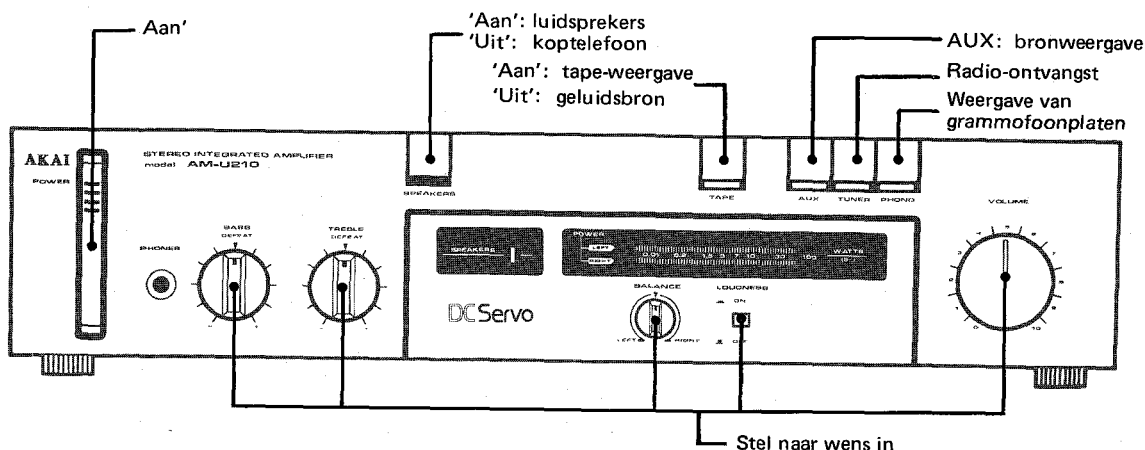 Aan'
'Aan': luidsprekers
'Uit': koptelefoon
'Aan': tape-weergave
'Uit': geluidsbron
AUX: bronweergave
Radio-ontvangst
Weergave van
grammofoonplaten
AKAI
STEREO INTEGRATED AMPLIFIER
model AM-U210
POWER
SPEAKERS
TAPE
AUX
TUNER
PHONO
VOLUME
PHONES
BASS
DEFEAT
TREBLE
DEFEAT
SPEAKERS
POWER
LEFT
RIGHT
WATTS
BALANCE
LOUDNESS
ON
OFF
LEFT
RIGHT
DC Servo
Stel naar wens in